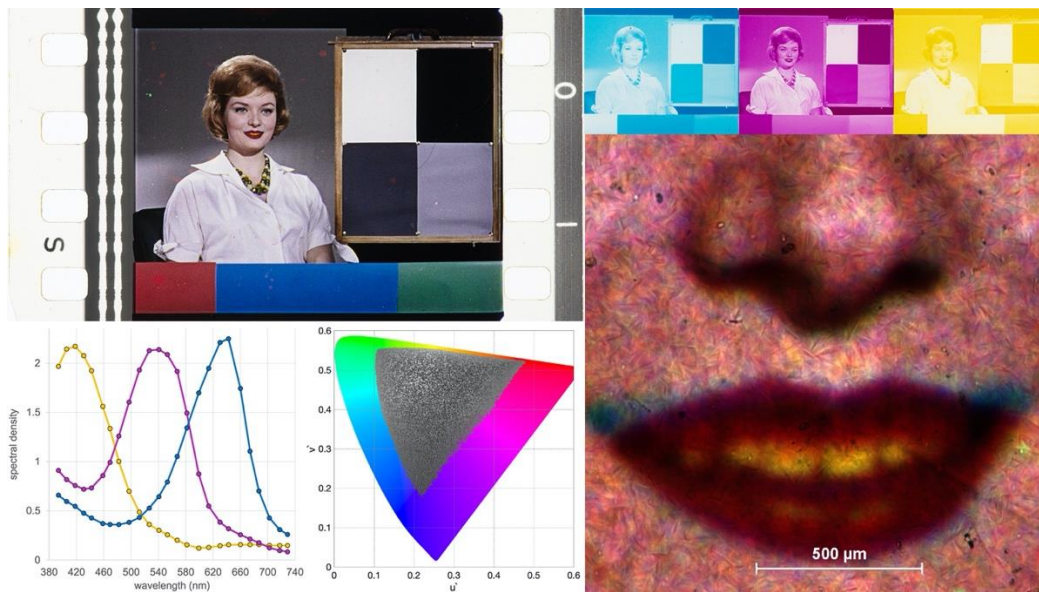 S
O
I
500 µm
2
1.5
1
0.5
0
spectral density
380 420 460 500 540 580 620 660 700 740
wavelength (nm)
0.6
0.5
0.4
0.3
0.2
0.1
0
v'
0 0.1 0.2 0.3 0.4 0.5 0.6
u'